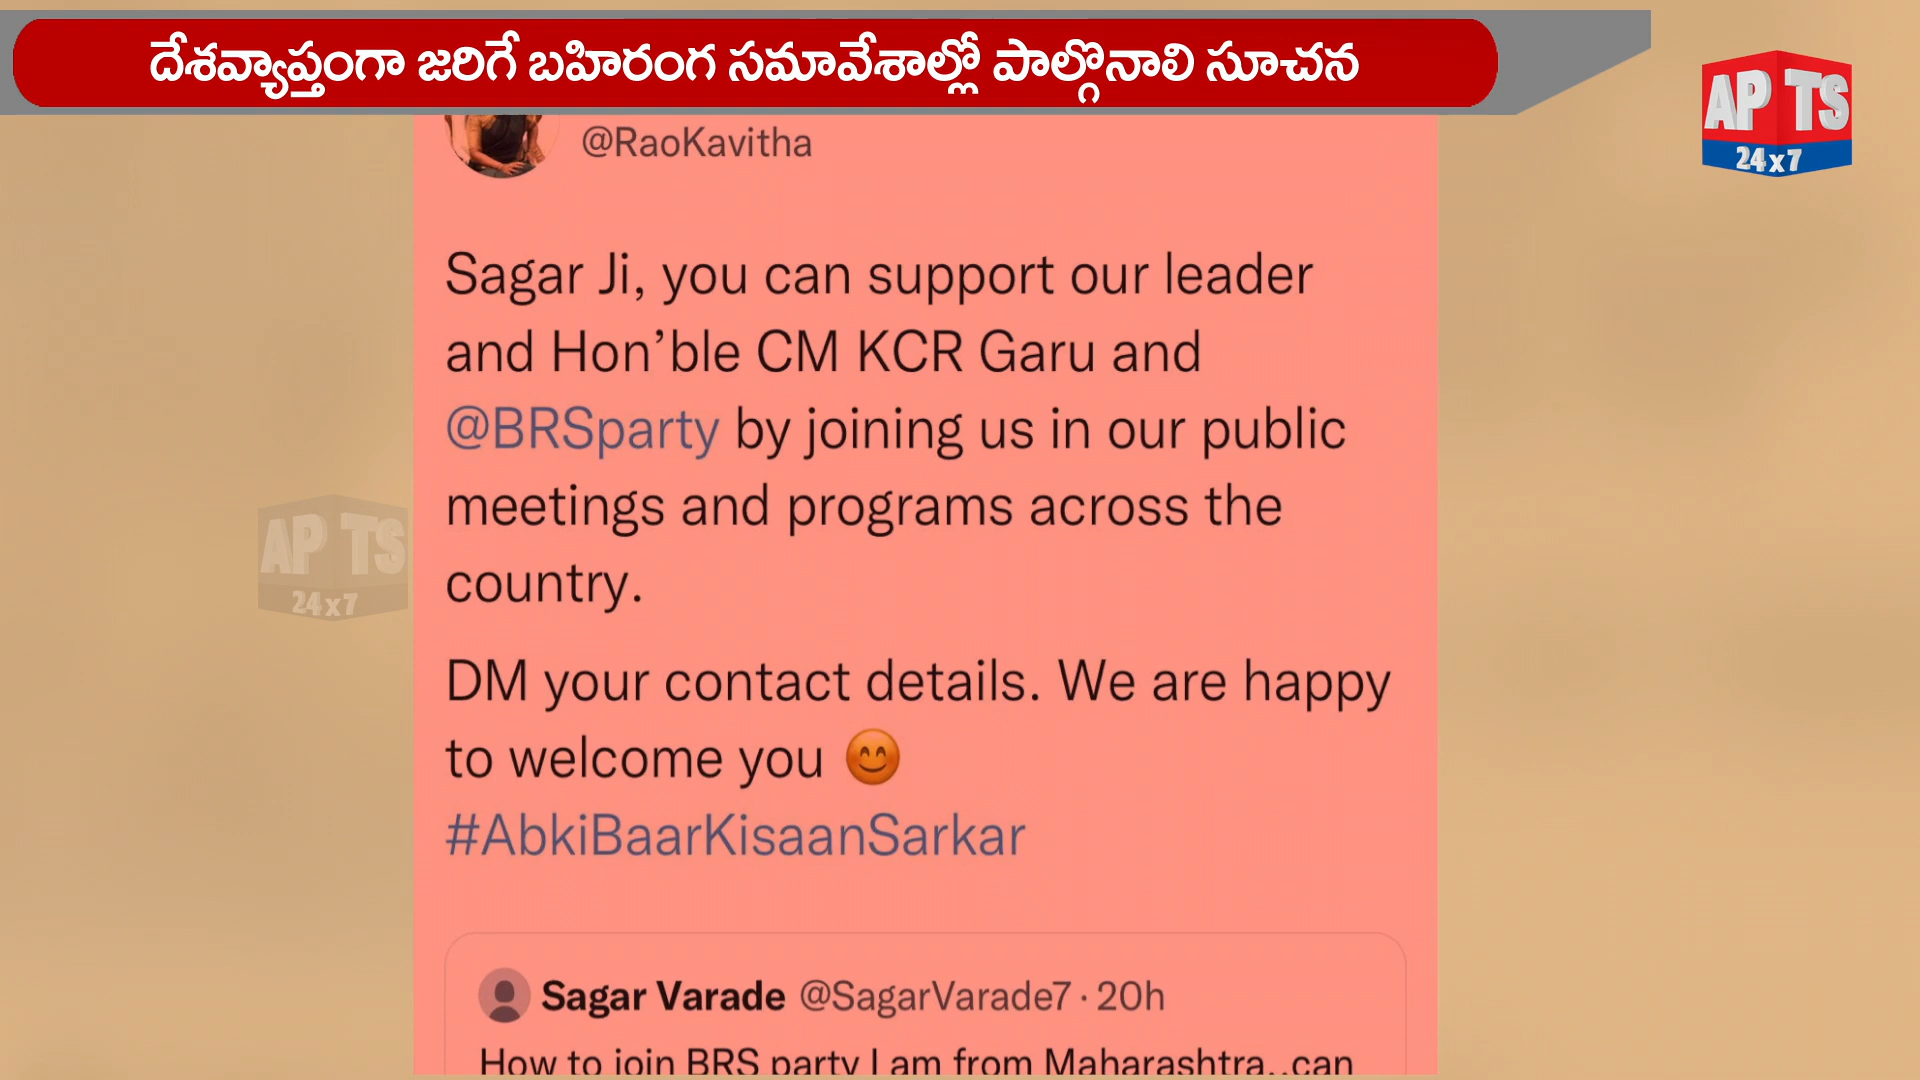 దేశవ్యాప్తంగా జరిగే బహిరంగ సమావేశాల్లో పాల్గొనాలి సూచన
AP TS
24x7
@RaoKavitha
Sagar Ji, you can support our leader
and Hon’ble CM KCR Garu and
@BRSparty by joining us in our public
meetings and programs across the
country.
AP TS
24x7
DM your contact details. We are happy
to welcome you 😊
#AbkiBaarKisaanSarkar
Sagar Varade @SagarVarade7 · 20h
How to join BRS party I am from Maharashtra..can